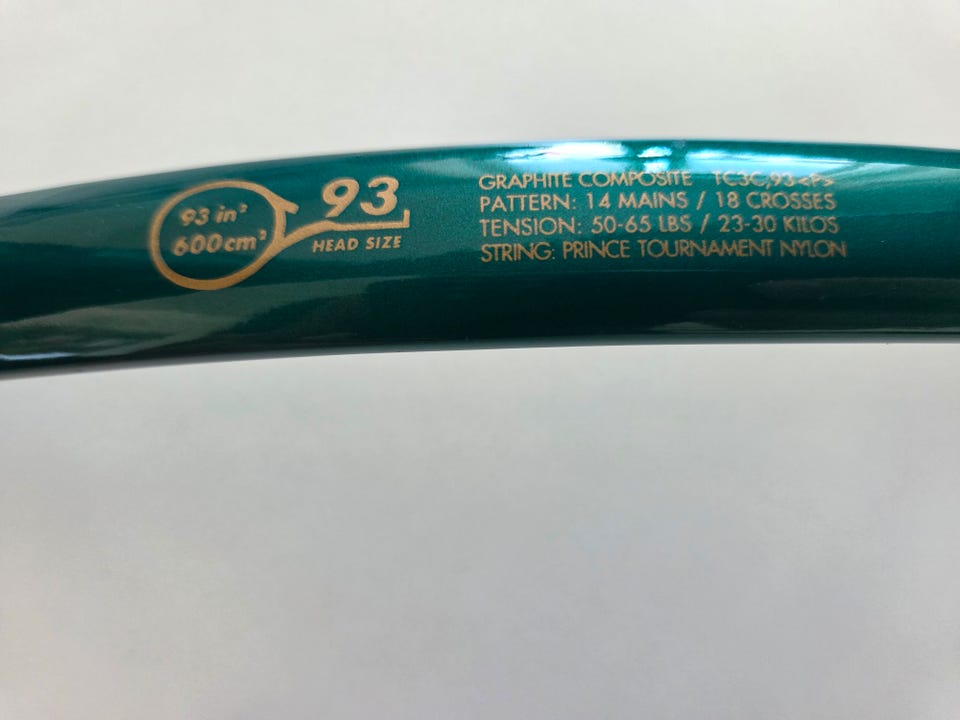 93 in²
600cm²
93
HEAD SIZE
GRAPHITE COMPOSITE TC3C,93<P>
PATTERN: 14 MAINS / 18 CROSSES
TENSION: 50-65 LBS / 23-30 KILOS
STRING: PRINCE TOURNAMENT NYLON